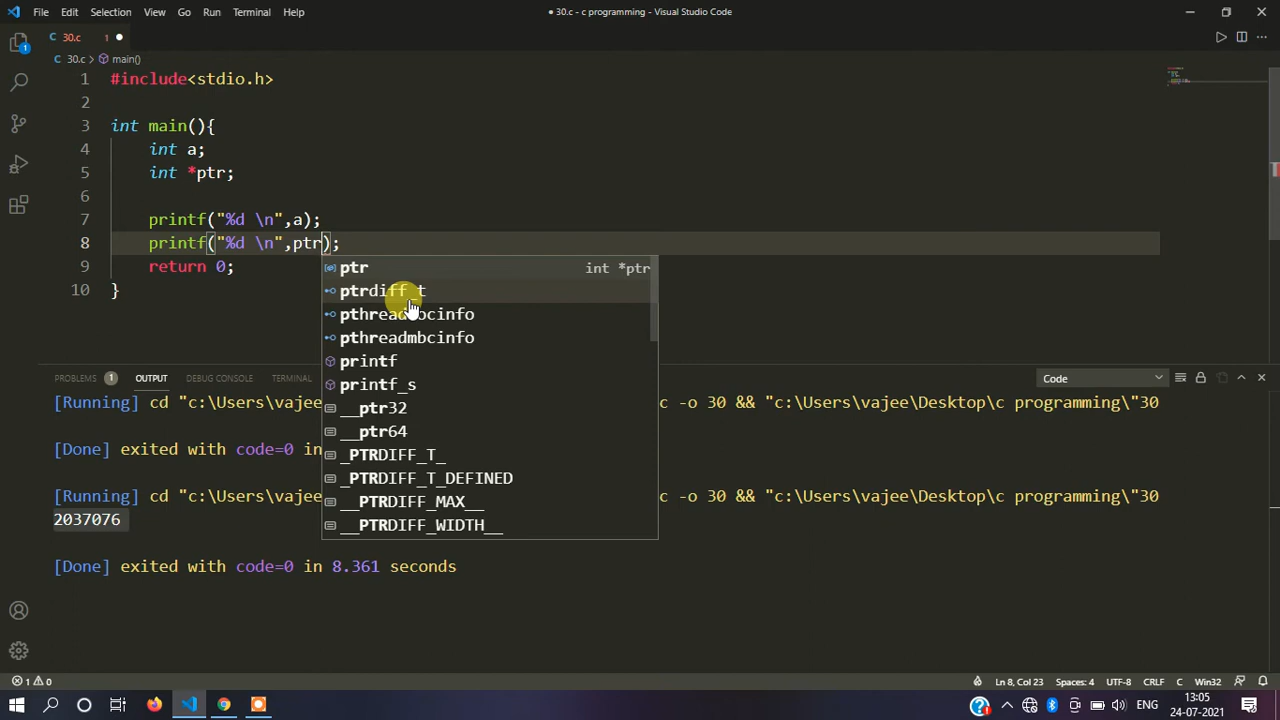 File Edit Selection View Go Run Terminal Help
● 30.c - c programming - Visual Studio Code
30.c 1
30.c > main()
1 #include<stdio.h>
2
3 int main(){
4 int a;
5 int *ptr;
6
7 printf("%d \n",a);
8 printf("%d \n",ptr);
9 return 0;
10 }
ptr int *ptr
ptrdiff_t
pthreadmbcinfo
pthreadmbcinfo
printf
printf_s
__ptr32
__ptr64
_PTRDIFF_T_
_PTRDIFF_T_DEFINED
__PTRDIFF_MAX__
__PTRDIFF_WIDTH__
PROBLEMS 1 OUTPUT DEBUG CONSOLE TERMINAL Code
[Running] cd "c:\Users\vajee c -o 30 && "c:\Users\vajee\Desktop\c programming\"30
[Done] exited with code=0 in
[Running] cd "c:\Users\vajee c -o 30 && "c:\Users\vajee\Desktop\c programming\"30
2037076
[Done] exited with code=0 in 8.361 seconds
1 0 Ln 8, Col 23 Spaces: 4 UTF-8 CRLF C Win32
ENG 13:05
24-07-2021